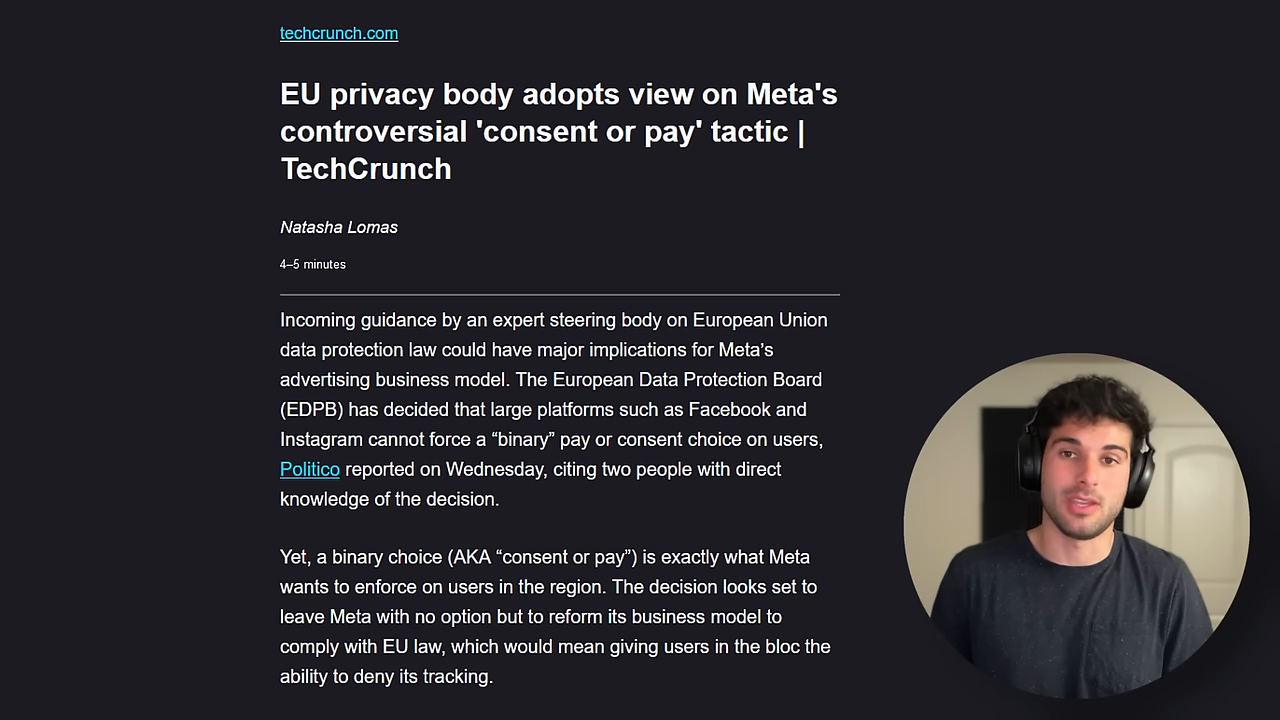 techcrunch.com
EU privacy body adopts view on Meta's
controversial 'consent or pay' tactic |
TechCrunch
Natasha Lomas
4–5 minutes
Incoming guidance by an expert steering body on European Union
data protection law could have major implications for Meta’s
advertising business model. The European Data Protection Board
(EDPB) has decided that large platforms such as Facebook and
Instagram cannot force a “binary” pay or consent choice on users,
Politico reported on Wednesday, citing two people with direct
knowledge of the decision.
Yet, a binary choice (AKA “consent or pay”) is exactly what Meta
wants to enforce on users in the region. The decision looks set to
leave Meta with no option but to reform its business model to
comply with EU law, which would mean giving users in the bloc the
ability to deny its tracking.